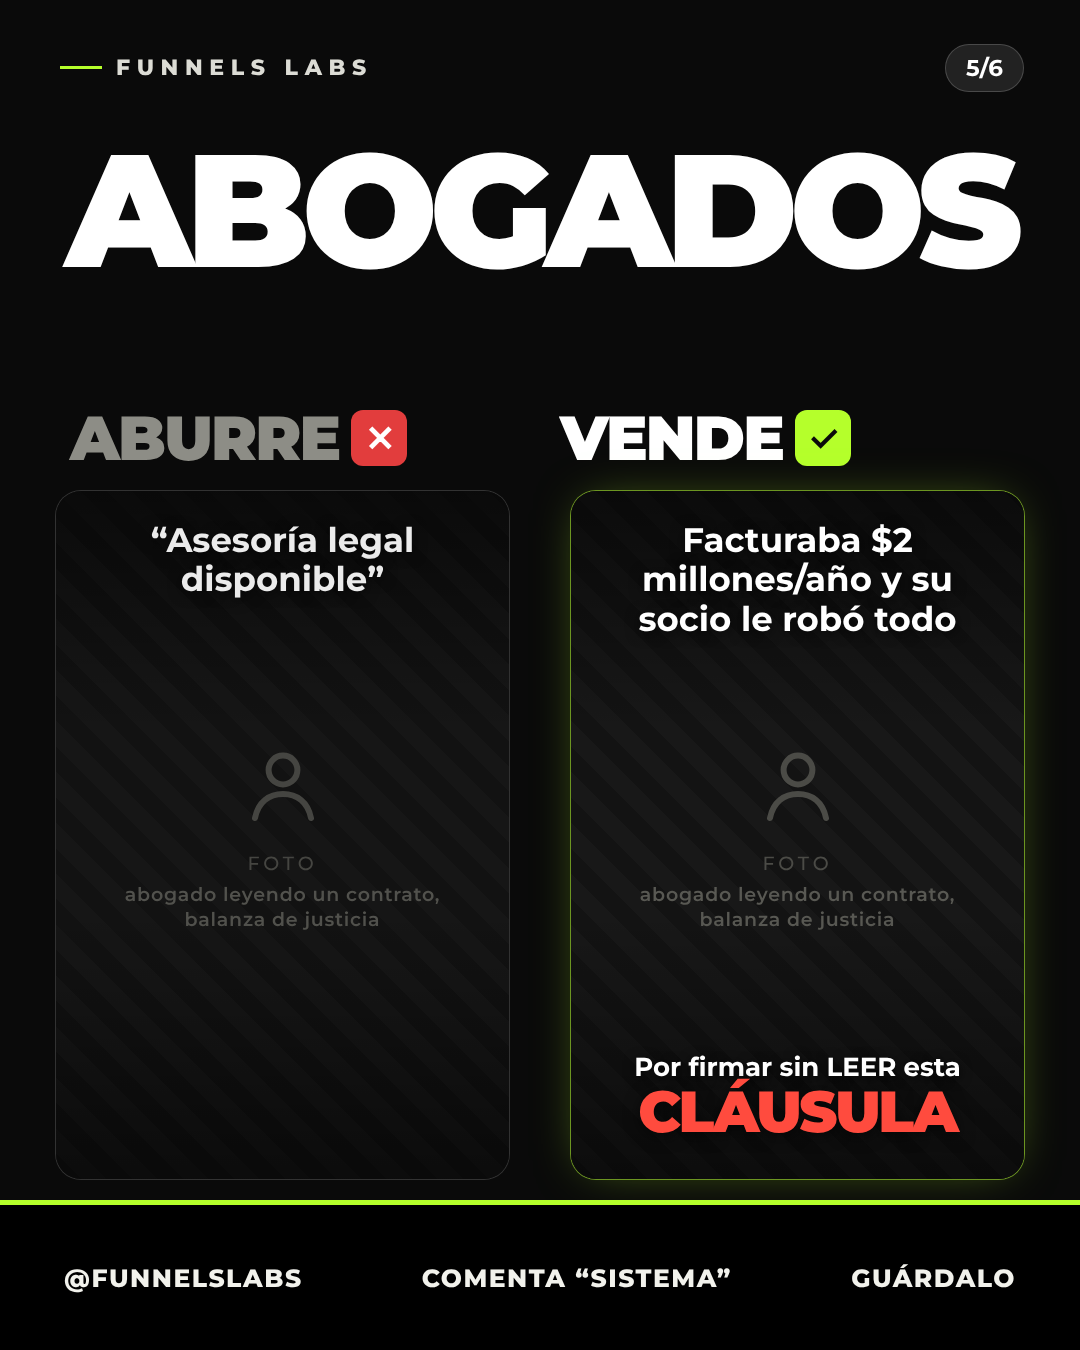 FUNNELS LABS
5/6
ABOGADOS
ABURRE
VENDE
“Asesoría legal
disponible”
FOTO
abogado leyendo un contrato,
balanza de justicia
Facturaba $2
millones/año y su
socio le robó todo
FOTO
abogado leyendo un contrato,
balanza de justicia
Por firmar sin LEER esta
CLÁUSULA
@FUNNELSLABS
COMENTA “SISTEMA”
GUÁRDALO